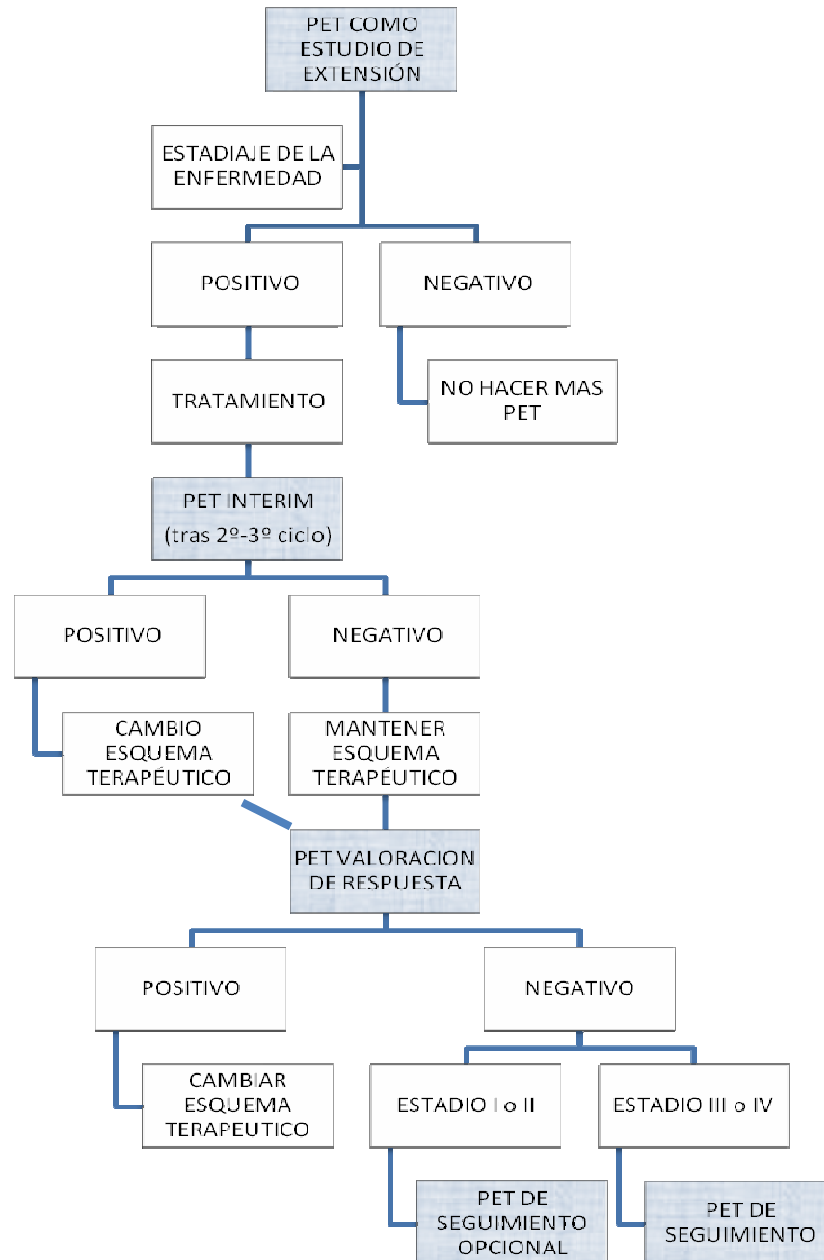 PET COMO
ESTUDIO DE
EXTENSIÓN
ESTADIAJE DE LA
ENFERMEDAD
POSITIVO
NEGATIVO
TRATAMIENTO
NO HACER MAS
PET
PET INTERIM
(tras 2º-3º ciclo)
POSITIVO
NEGATIVO
CAMBIO
ESQUEMA
TERAPÉUTICO
MANTENER
ESQUEMA
TERAPÉUTICO
PET VALORACION
DE RESPUESTA
POSITIVO
NEGATIVO
CAMBIAR
ESQUEMA
TERAPEUTICO
ESTADIO I o II
ESTADIO III o IV
PET DE
SEGUIMIENTO
OPCIONAL
PET DE
SEGUIMIENTO